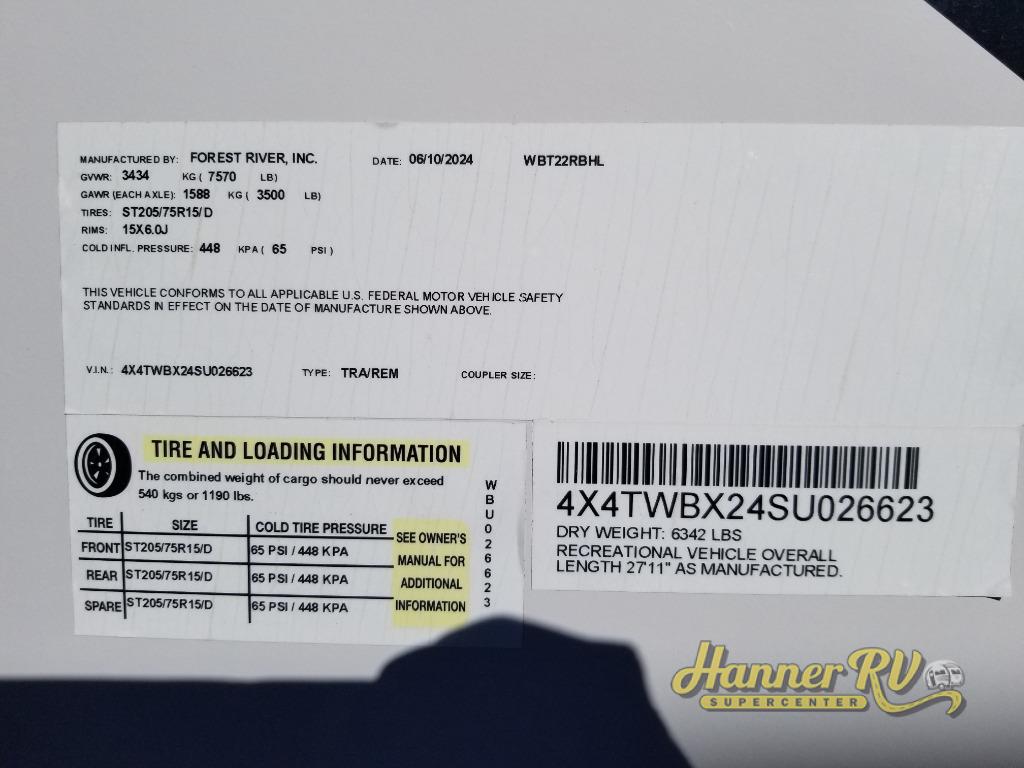 MANUFACTURED BY: FOREST RIVER, INC. DATE: 06/10/2024 WBT22RBHL
GVWR: 3434 KG ( 7570 LB)
GAWR (EACH AXLE): 1588 KG ( 3500 LB)
TIRES: ST205/75R15/D
RIMS: 15X6.0J
COLD INFL. PRESSURE: 448 KPA ( 65 PSI )
THIS VEHICLE CONFORMS TO ALL APPLICABLE U.S. FEDERAL MOTOR VEHICLE SAFETY
STANDARDS IN EFFECT ON THE DATE OF MANUFACTURE SHOWN ABOVE.
V.I.N.: 4X4TWBX24SU026623 TYPE: TRA/REM COUPLER SIZE:
TIRE AND LOADING INFORMATION
The combined weight of cargo should never exceed
540 kgs or 1190 lbs.
TIRE SIZE COLD TIRE PRESSURE
FRONT ST205/75R15/D 65 PSI / 448 KPA
REAR ST205/75R15/D 65 PSI / 448 KPA
SPARE ST205/75R15/D 65 PSI / 448 KPA
SEE OWNER'S
MANUAL FOR
ADDITIONAL
INFORMATION
WBU026623
4X4TWBX24SU026623
DRY WEIGHT: 6342 LBS
RECREATIONAL VEHICLE OVERALL
LENGTH 27'11" AS MANUFACTURED.
Hanner RV
SUPERCENTER